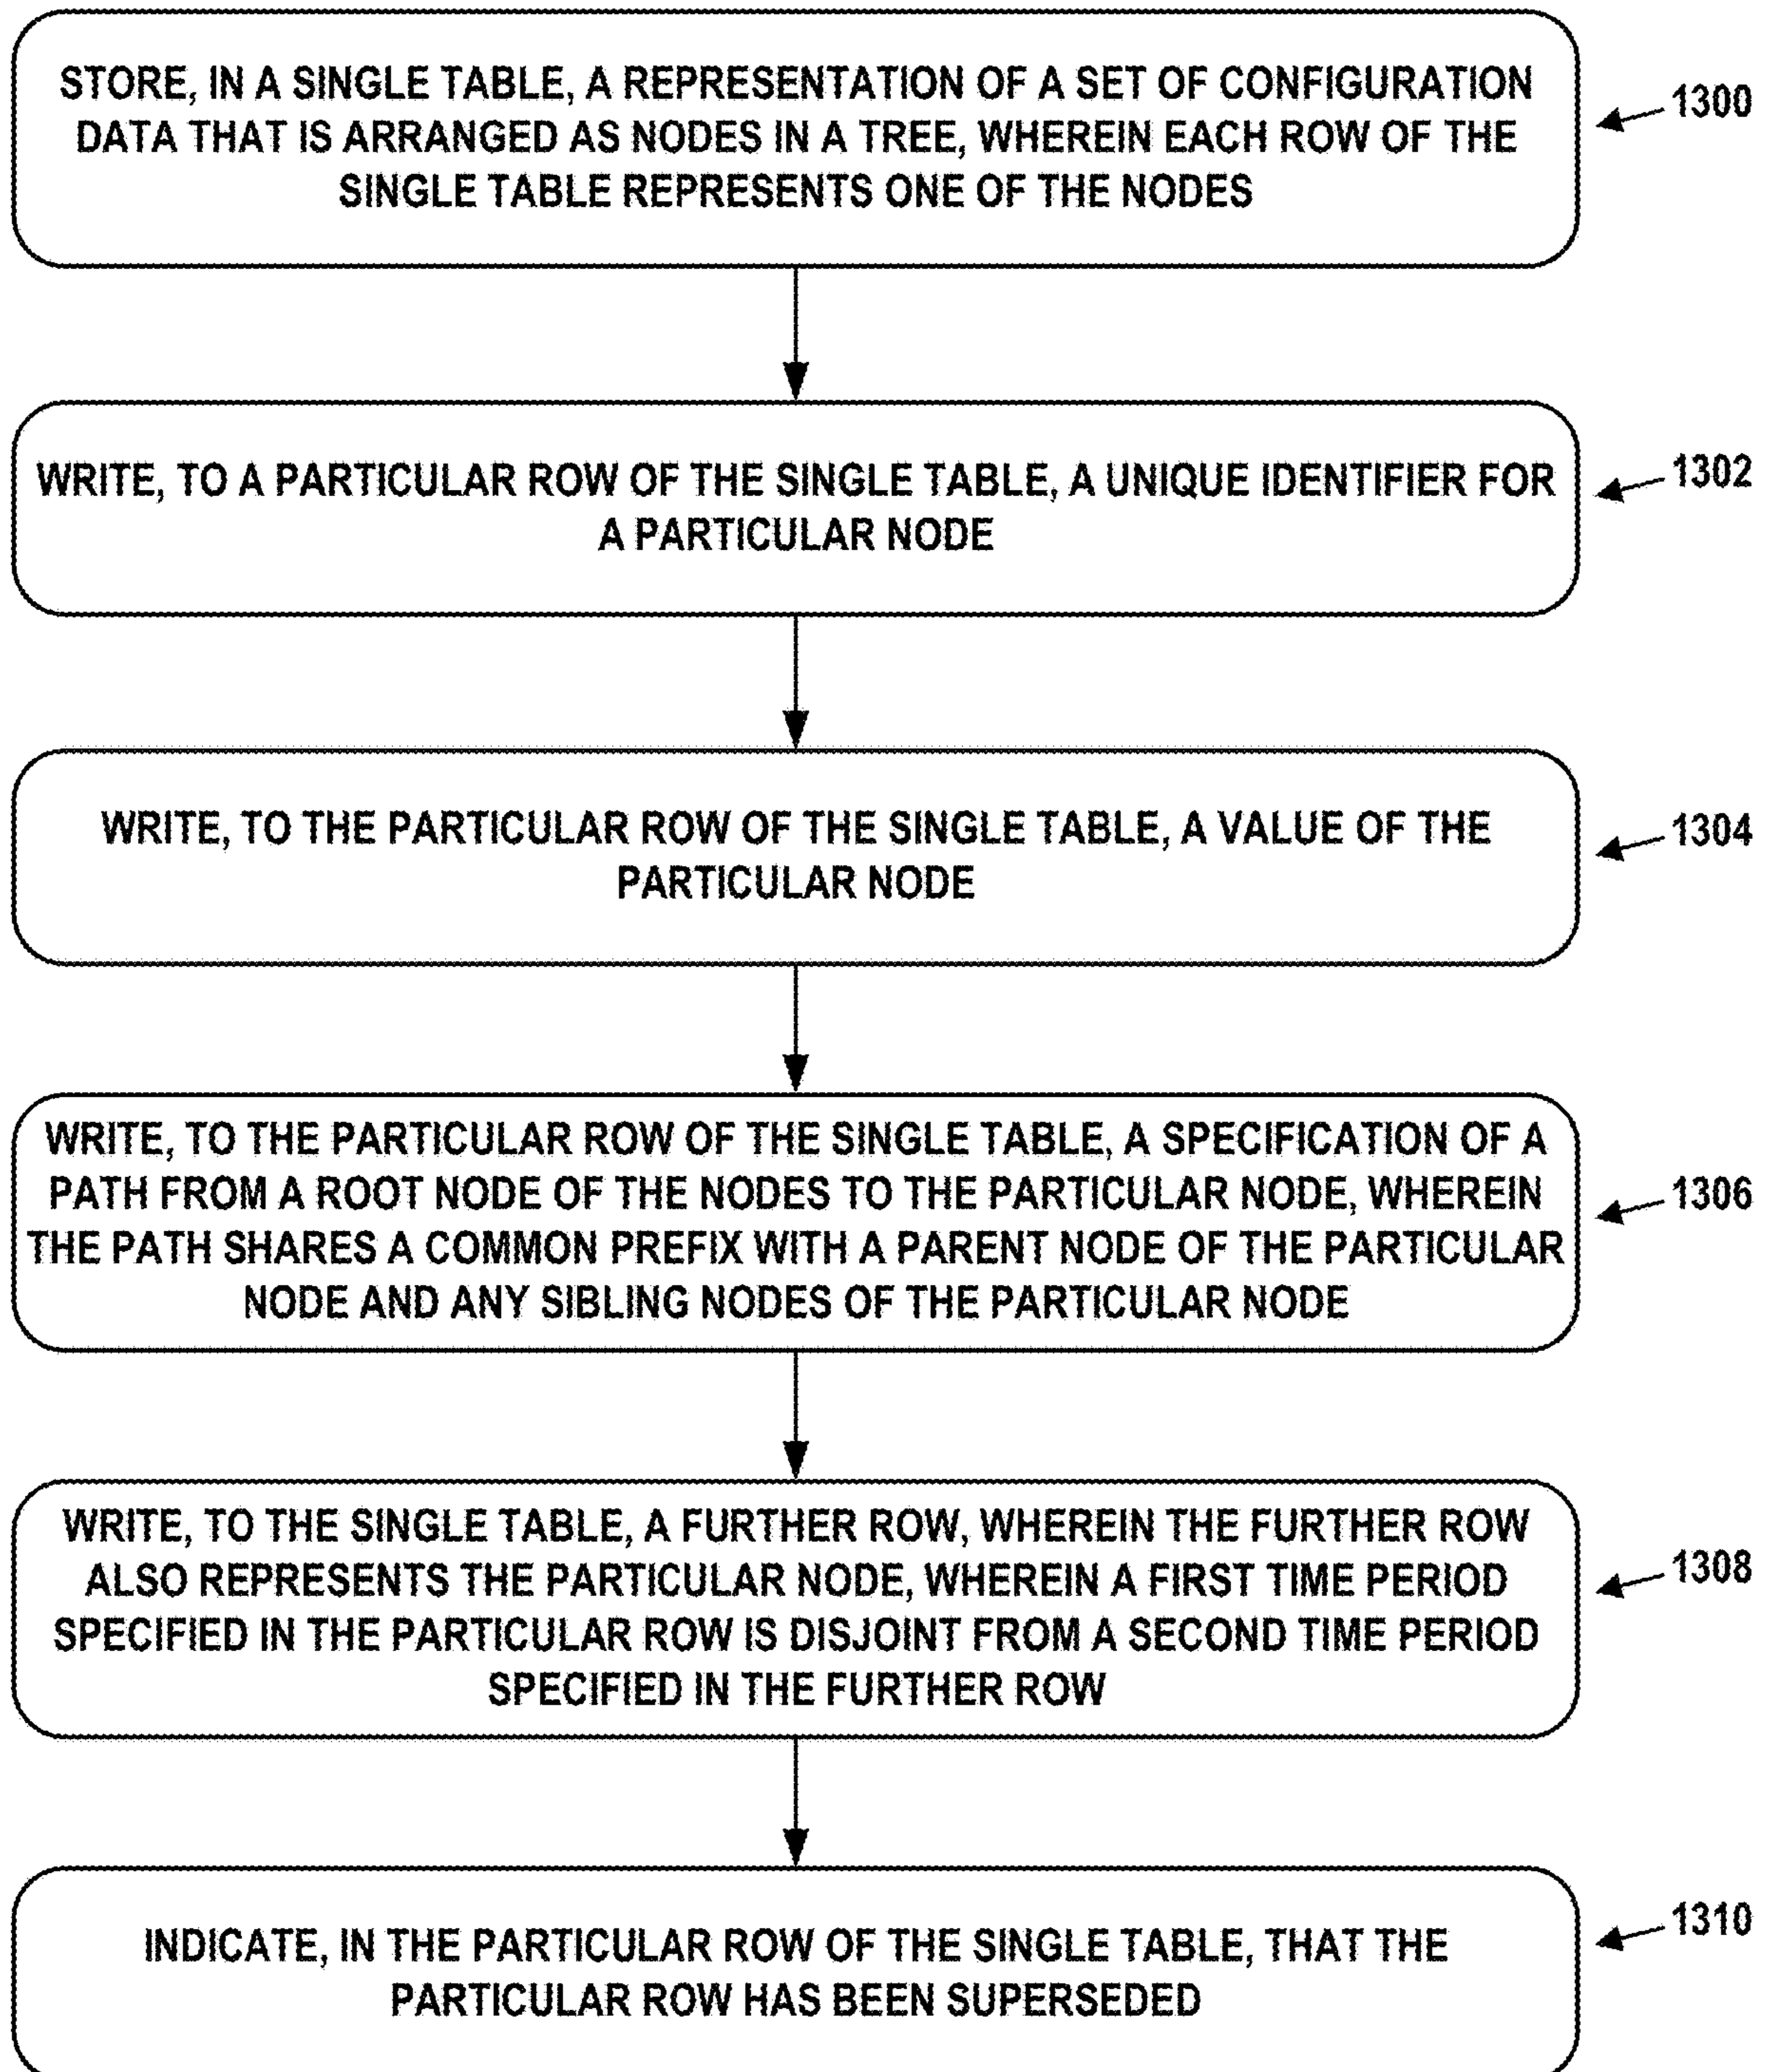 STORE, IN A SINGLE TABLE, A REPRESENTATION OF A SET OF CONFIGURATION
DATA THAT IS ARRANGED AS NODES IN A TREE, WHEREIN EACH ROW OF THE
SINGLE TABLE REPRESENTS ONE OF THE NODES
1300
WRITE, TO A PARTICULAR ROW OF THE SINGLE TABLE, A UNIQUE IDENTIFIER FOR
A PARTICULAR NODE
1302
WRITE, TO THE PARTICULAR ROW OF THE SINGLE TABLE, A VALUE OF THE
PARTICULAR NODE
1304
WRITE, TO THE PARTICULAR ROW OF THE SINGLE TABLE, A SPECIFICATION OF A
PATH FROM A ROOT NODE OF THE NODES TO THE PARTICULAR NODE, WHEREIN
THE PATH SHARES A COMMON PREFIX WITH A PARENT NODE OF THE PARTICULAR
NODE AND ANY SIBLING NODES OF THE PARTICULAR NODE
1306
WRITE, TO THE SINGLE TABLE, A FURTHER ROW, WHEREIN THE FURTHER ROW
ALSO REPRESENTS THE PARTICULAR NODE, WHEREIN A FIRST TIME PERIOD
SPECIFIED IN THE PARTICULAR ROW IS DISJOINT FROM A SECOND TIME PERIOD
SPECIFIED IN THE FURTHER ROW
1308
INDICATE, IN THE PARTICULAR ROW OF THE SINGLE TABLE, THAT THE
PARTICULAR ROW HAS BEEN SUPERSEDED
1310